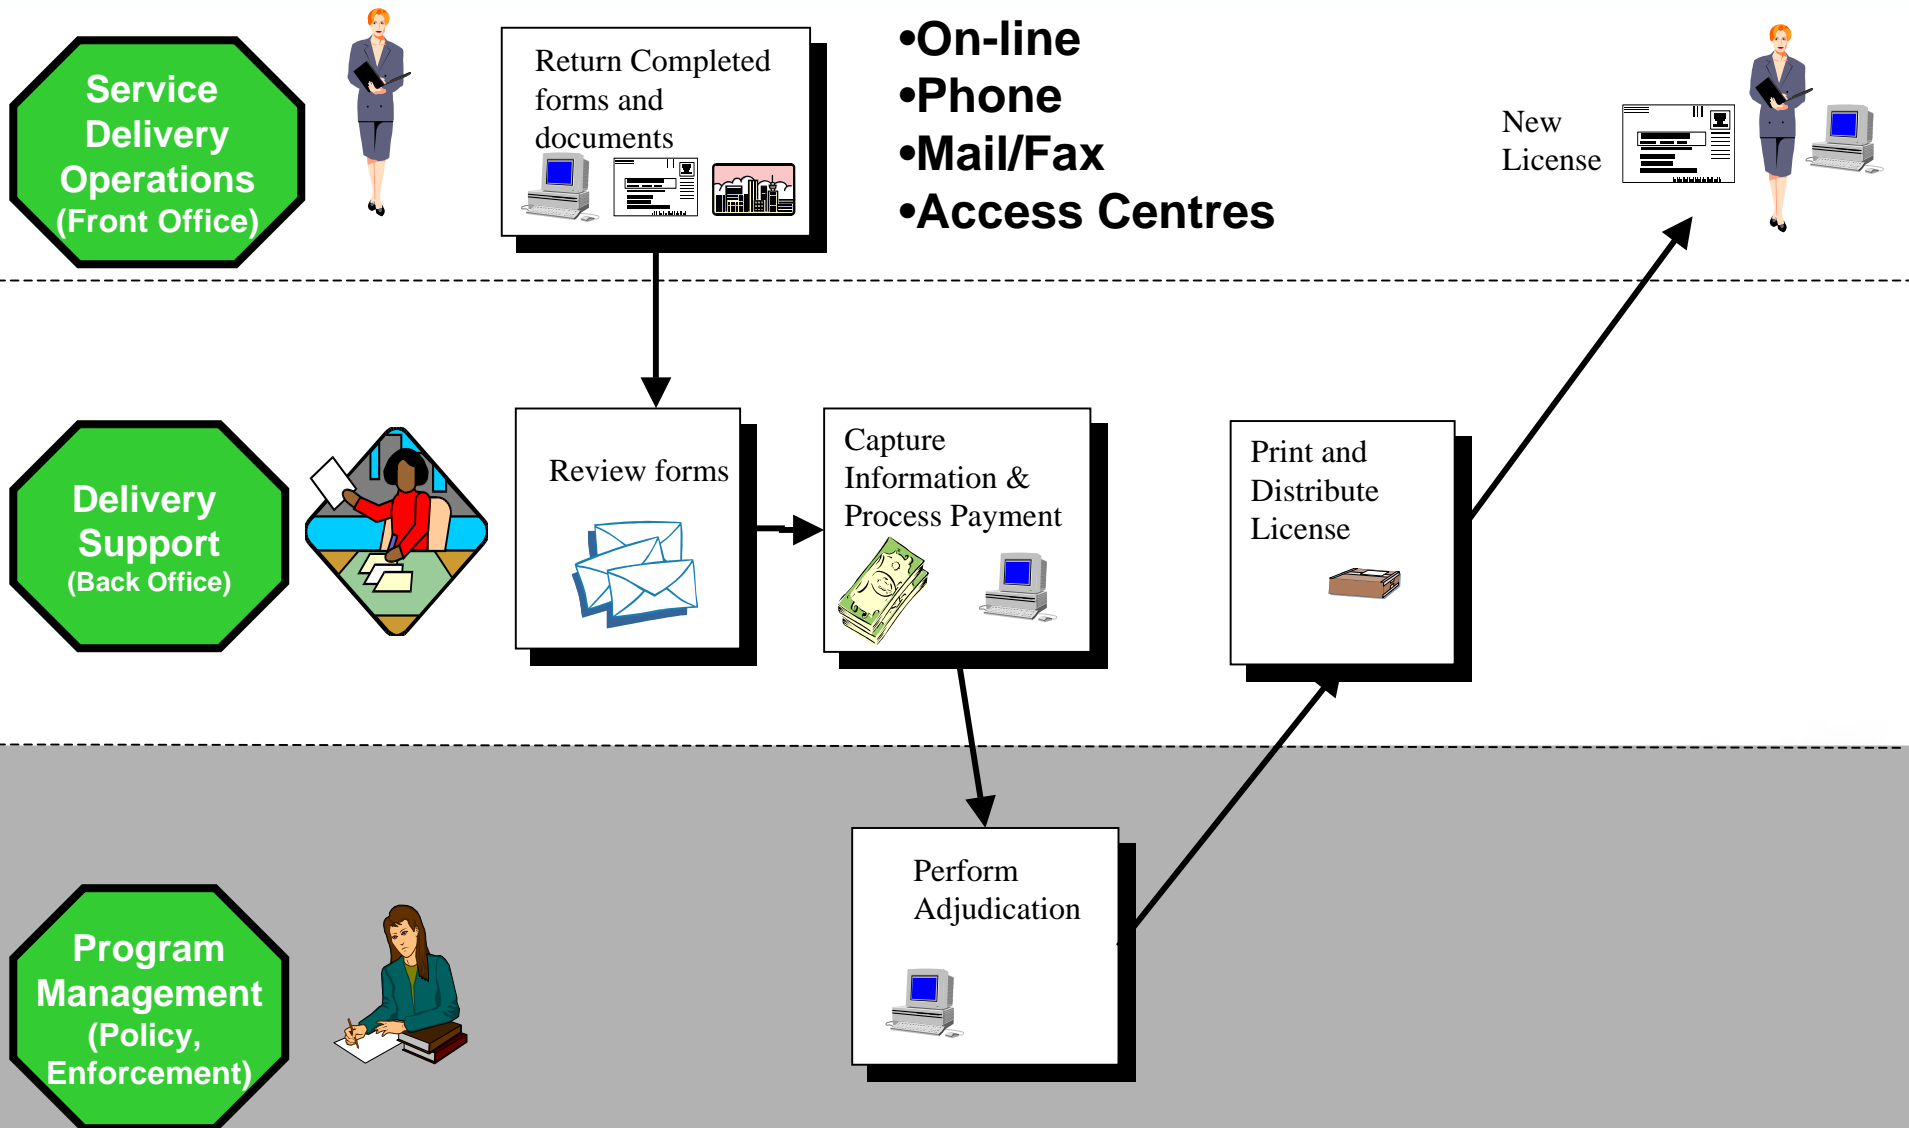 Service
Delivery
Operations
(Front Office)
Return Completed
forms and
documents
•On-line
•Phone
•Mail/Fax
•Access Centres
New
License
Delivery
Support
(Back Office)
Review forms
Capture
Information &
Process Payment
Print and
Distribute
License
Program
Management
(Policy,
Enforcement)
Perform
Adjudication